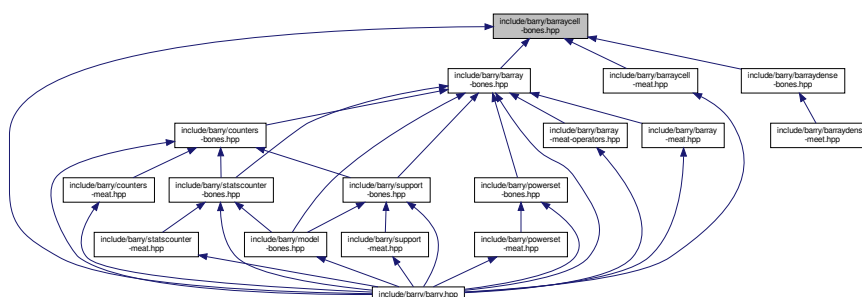 include/barry/barraycell
-bones.hpp
include/barry/barray
-bones.hpp
include/barry/barraycell
-meat.hpp
include/barry/barraydense
-bones.hpp
include/barry/counters
-bones.hpp
include/barry/barray
-meat-operators.hpp
include/barry/barray
-meat.hpp
include/barry/barraydens
-meet.hpp
include/barry/counters
-meat.hpp
include/barry/statscounter
-bones.hpp
include/barry/support
-bones.hpp
include/barry/powerset
-bones.hpp
include/barry/statscounter
-meat.hpp
include/barry/model
-bones.hpp
include/barry/support
-meat.hpp
include/barry/powerset
-meat.hpp
include/barry/barry.hpp